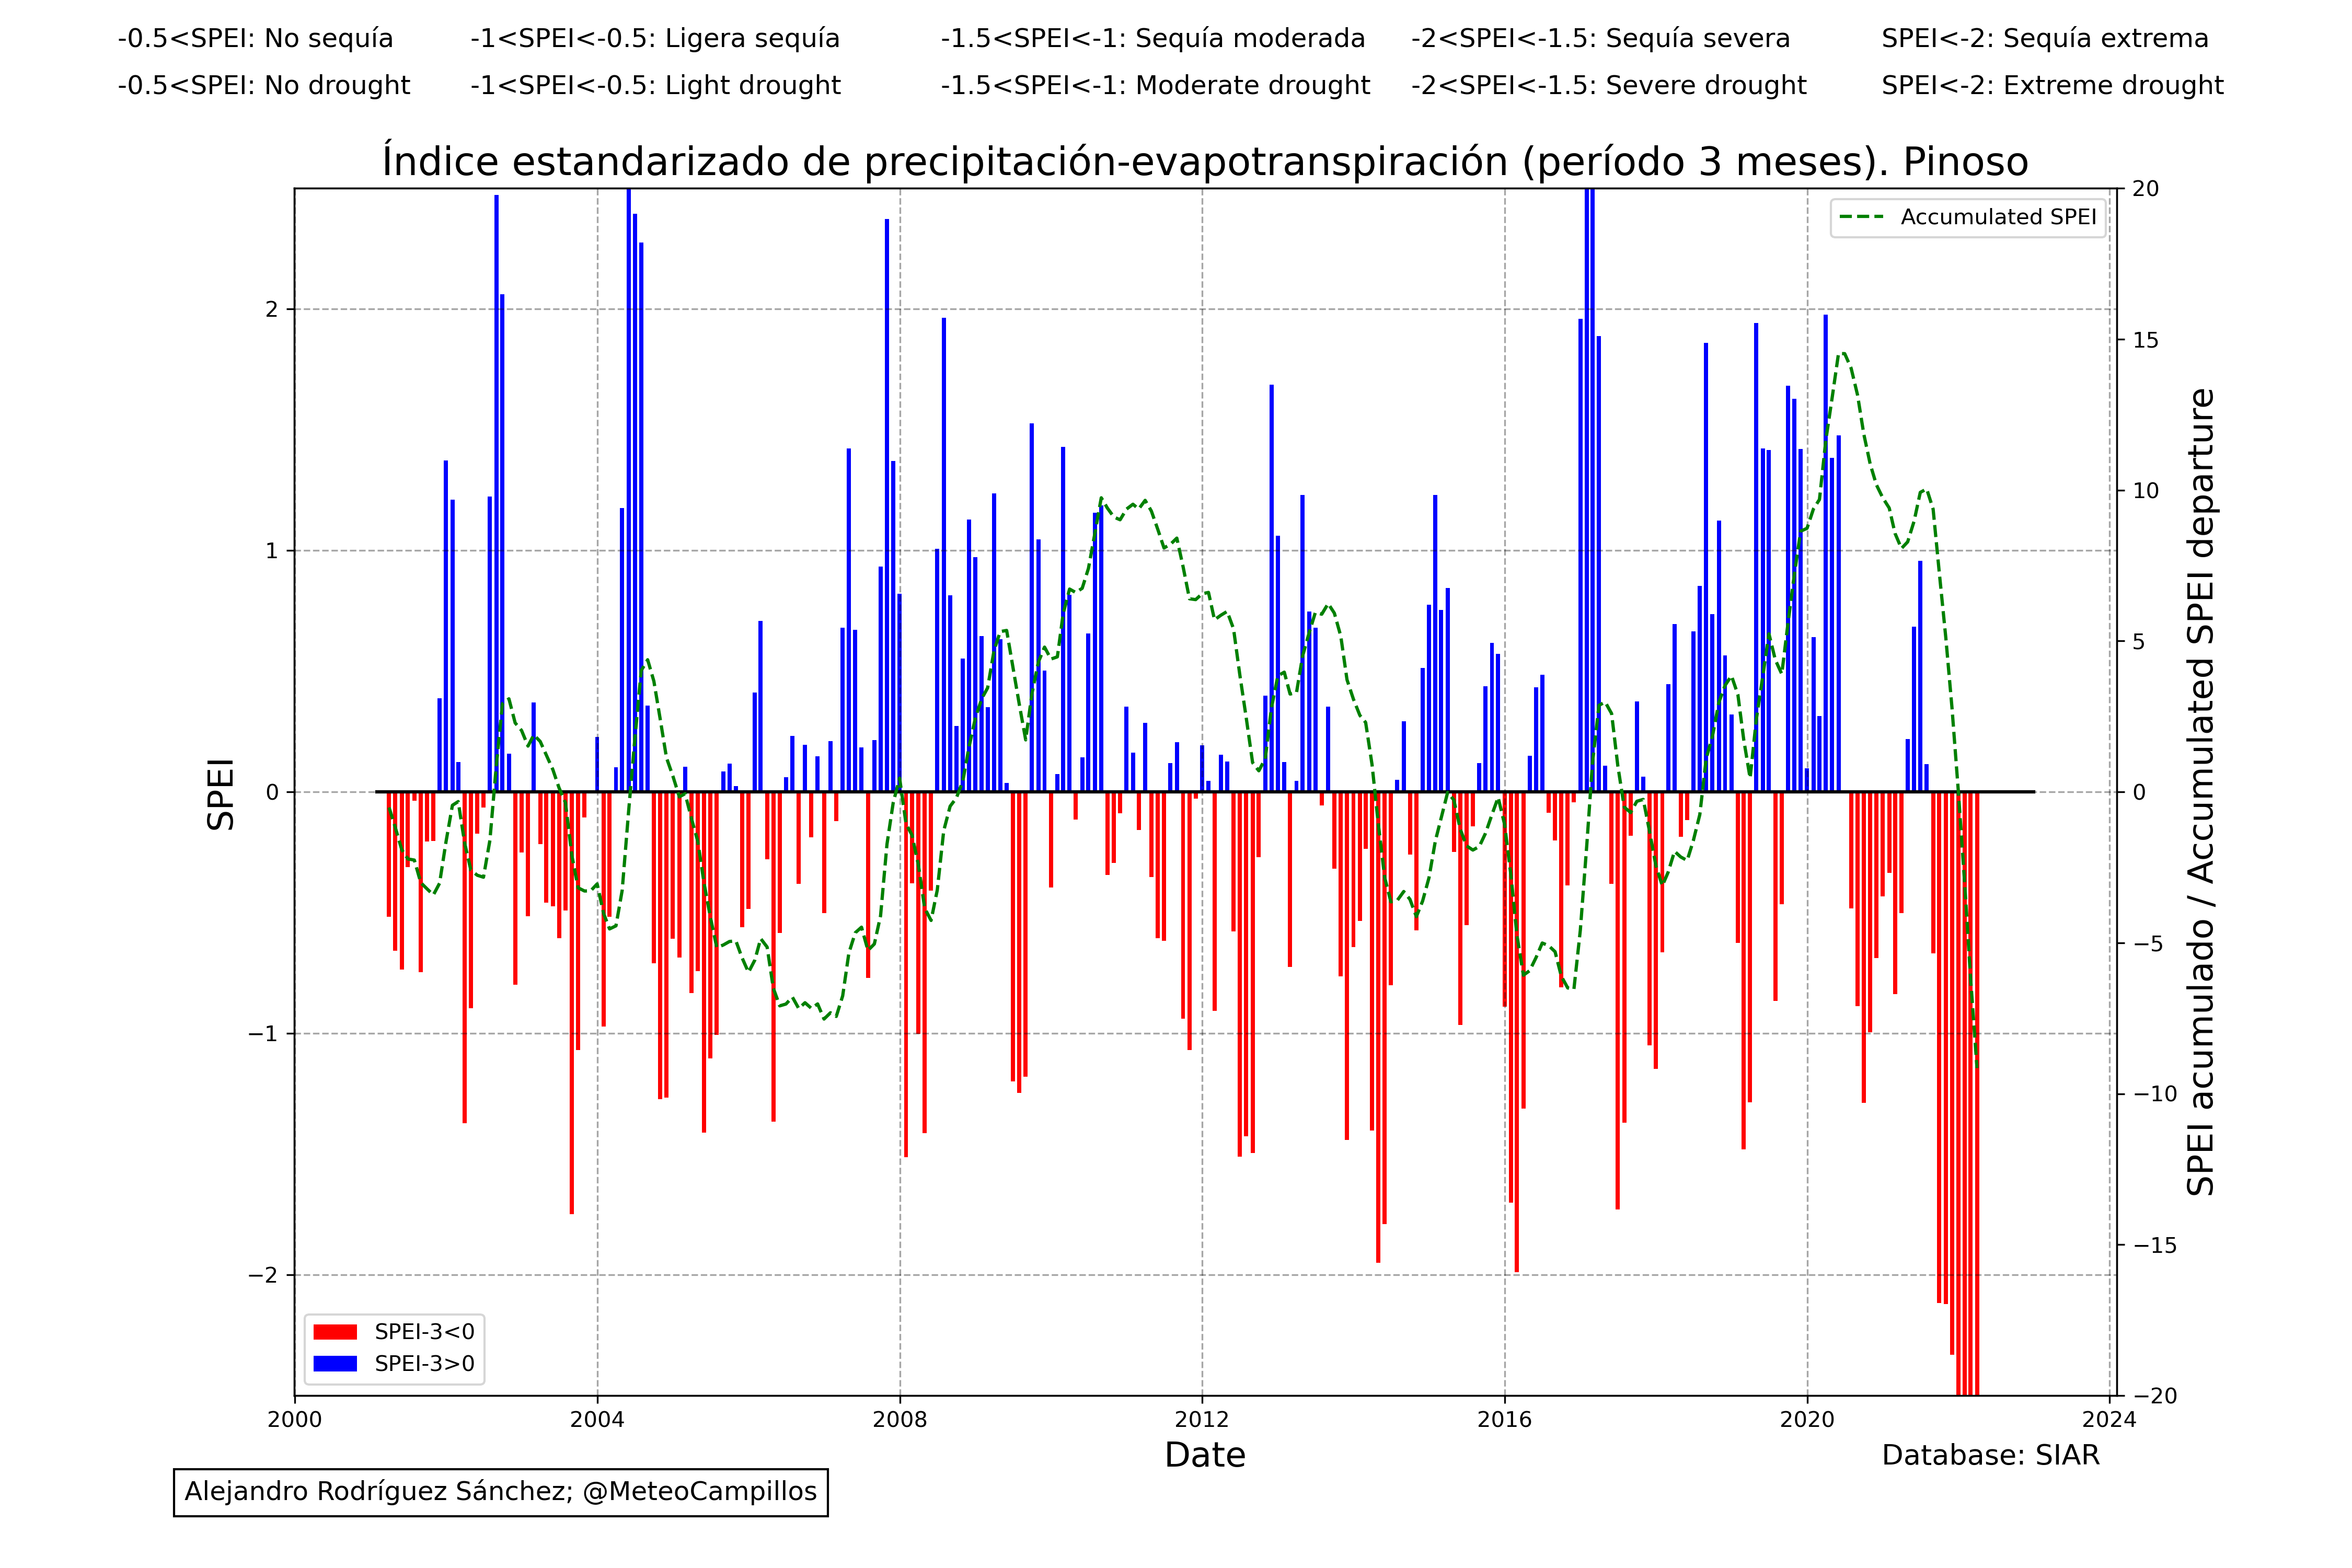 -0.5<SPEI: No sequía -1<SPEI<-0.5: Ligera sequía -1.5<SPEI<-1: Sequía moderada -2<SPEI<-1.5: Sequía severa SPEI<-2: Sequía extrema
-0.5<SPEI: No drought -1<SPEI<-0.5: Light drought -1.5<SPEI<-1: Moderate drought -2<SPEI<-1.5: Severe drought SPEI<-2: Extreme drought
Índice estandarizado de precipitación-evapotranspiración (período 3 meses). Pinoso
Accumulated SPEI
SPEI
2
1
0
−1
−2
20
15
10
5
0
−5
−10
−15
−20
SPEI acumulado / Accumulated SPEI departure
SPEI-3<0
SPEI-3>0
2000 2004 2008 2012 2016 2020 2024
Date
Database: SIAR
Alejandro Rodríguez Sánchez; @MeteoCampillos